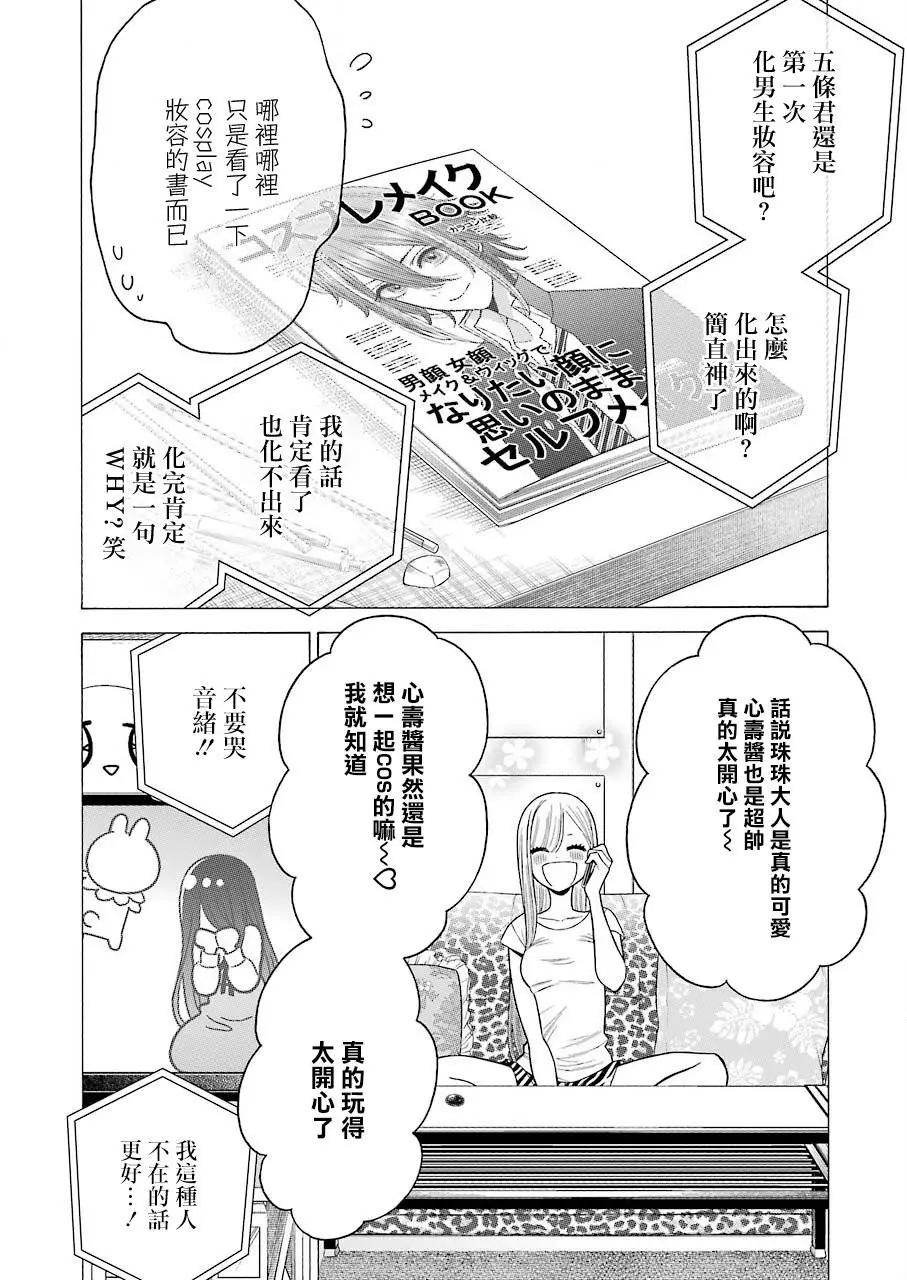 五條君還是
第一次
化男生妝容吧？
怎麼
化出來的啊？
簡直神了
哪裡哪裡
只是看了一下
cosplay
妝容的書而已
コスプレメイク
BOOK
カラコン比較
男顔女顔
メイク&ウィッグで
なりたい顔に
思いのまま
セルフメ
我的話
肯定看了
也化不出來
化完肯定
就是一句
WHY？笑
話説珠珠大人是真的可愛
心壽醬也是超帥
真的太開心了～
心壽醬果然還是
想一起cos的嘛～♡
我就知道
真的玩得
太開心了
不要哭
音緒！！
我這種人
不在的話
更好…！